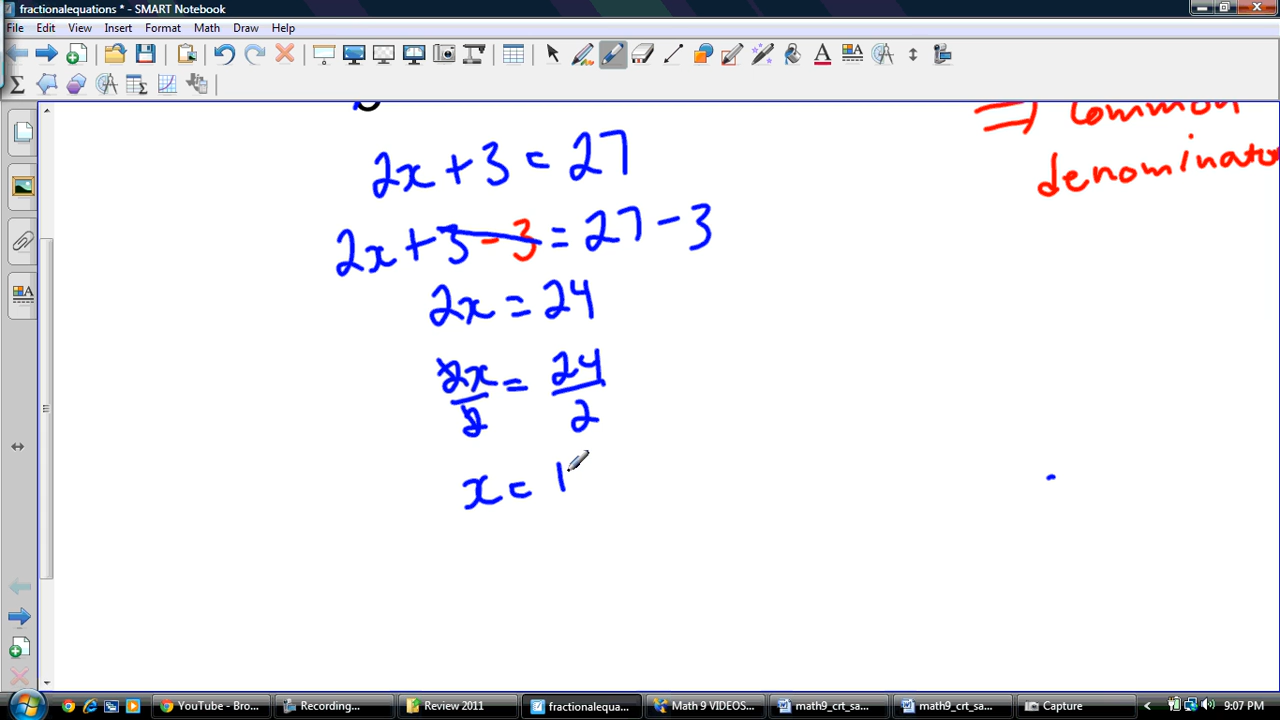 fractionalequations * - SMART Notebook
File Edit View Insert Format Math Draw Help
⇒ common
denominator
2x + 3 = 27
2x + 3 - 3 = 27 - 3
2x = 24
2x/2 = 24/2
x = 1
YouTube - Bro... Recording... Review 2011 fractionalequa... Math 9 VIDEOS... math9_crt_sa... math9_crt_sa... Capture 9:07 PM